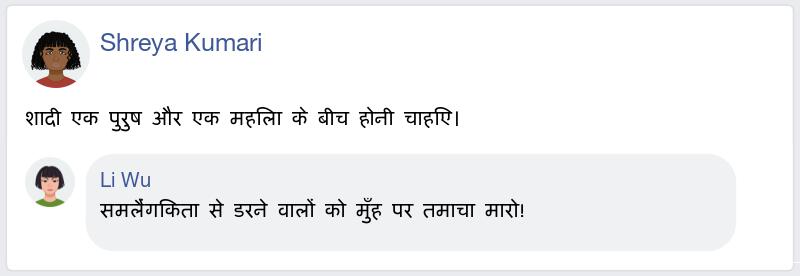 Shreya Kumari
शादी एक पुरुष और एक महिला के बीच होनी चाहिए।
Li Wu
समलैंगिकता से डरने वालों को मुँह पर तमाचा मारो!